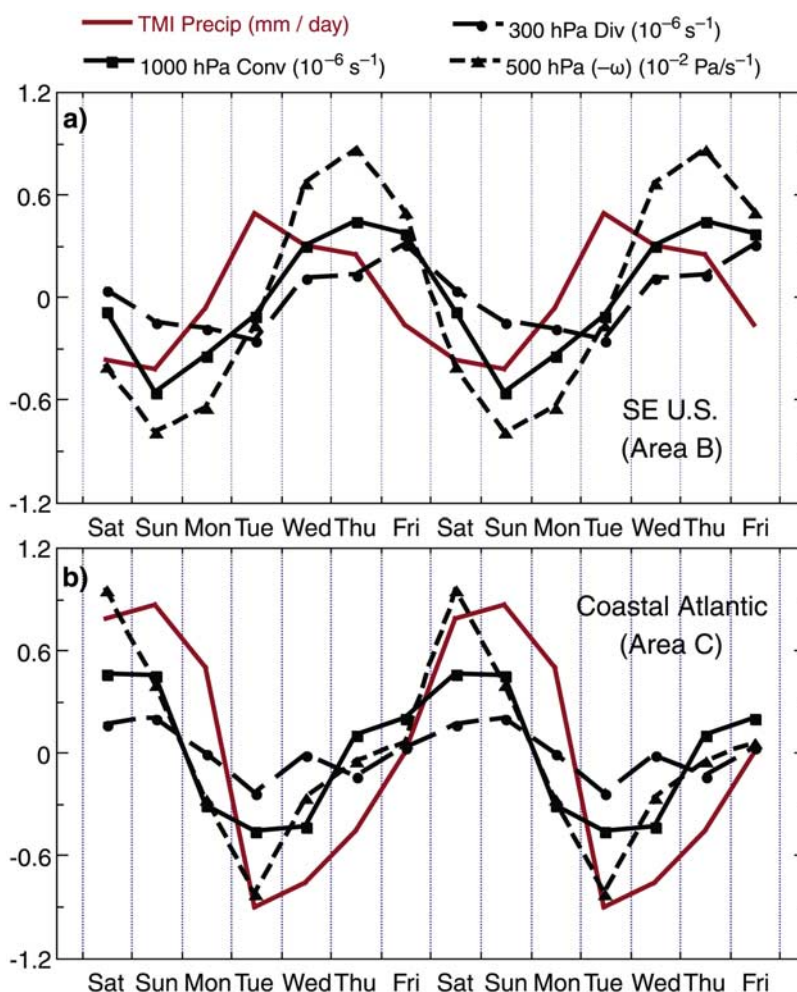 TMI Precip (mm / day)
300 hPa Div (10⁻⁶ s⁻¹)
1000 hPa Conv (10⁻⁶ s⁻¹)
500 hPa (−ω) (10⁻² Pa/s⁻¹)
a)
1.2
0.6
0
-0.6
-1.2
SE U.S.
(Area B)
Sat Sun Mon Tue Wed Thu Fri Sat Sun Mon Tue Wed Thu Fri
b)
1.2
0.6
0
-0.6
-1.2
Coastal Atlantic
(Area C)
Sat Sun Mon Tue Wed Thu Fri Sat Sun Mon Tue Wed Thu Fri